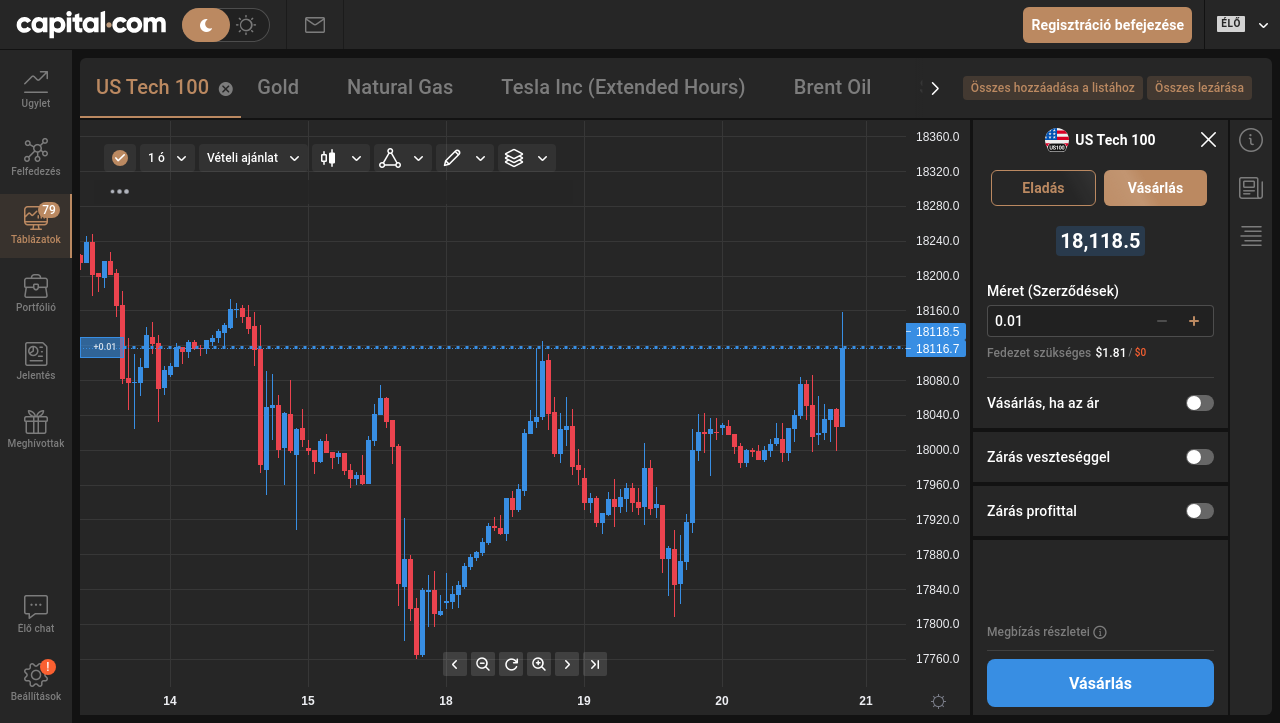 capital.com
Regisztráció befejezése
ÉLŐ
Ügylet
Felfedezés
79
Táblázatok
Portfólió
Jelentés
Meghívottak
Élő chat
!
Beállítások
US Tech 100
Gold
Natural Gas
Tesla Inc (Extended Hours)
Brent Oil
Összes hozzáadása a listához
Összes lezárása
1 ó
Vételi ajánlat
+0.01
18360.0
18320.0
18280.0
18240.0
18200.0
18160.0
18118.5
18116.7
18080.0
18040.0
18000.0
17960.0
17920.0
17880.0
17840.0
17800.0
17760.0
14
15
18
19
20
21
US100
US Tech 100
Eladás
Vásárlás
18,118.5
Méret (Szerződések)
0.01
Fedezet szükséges $1.81 / $0
Vásárlás, ha az ár
Zárás veszteséggel
Zárás profittal
Megbízás részletei
Vásárlás